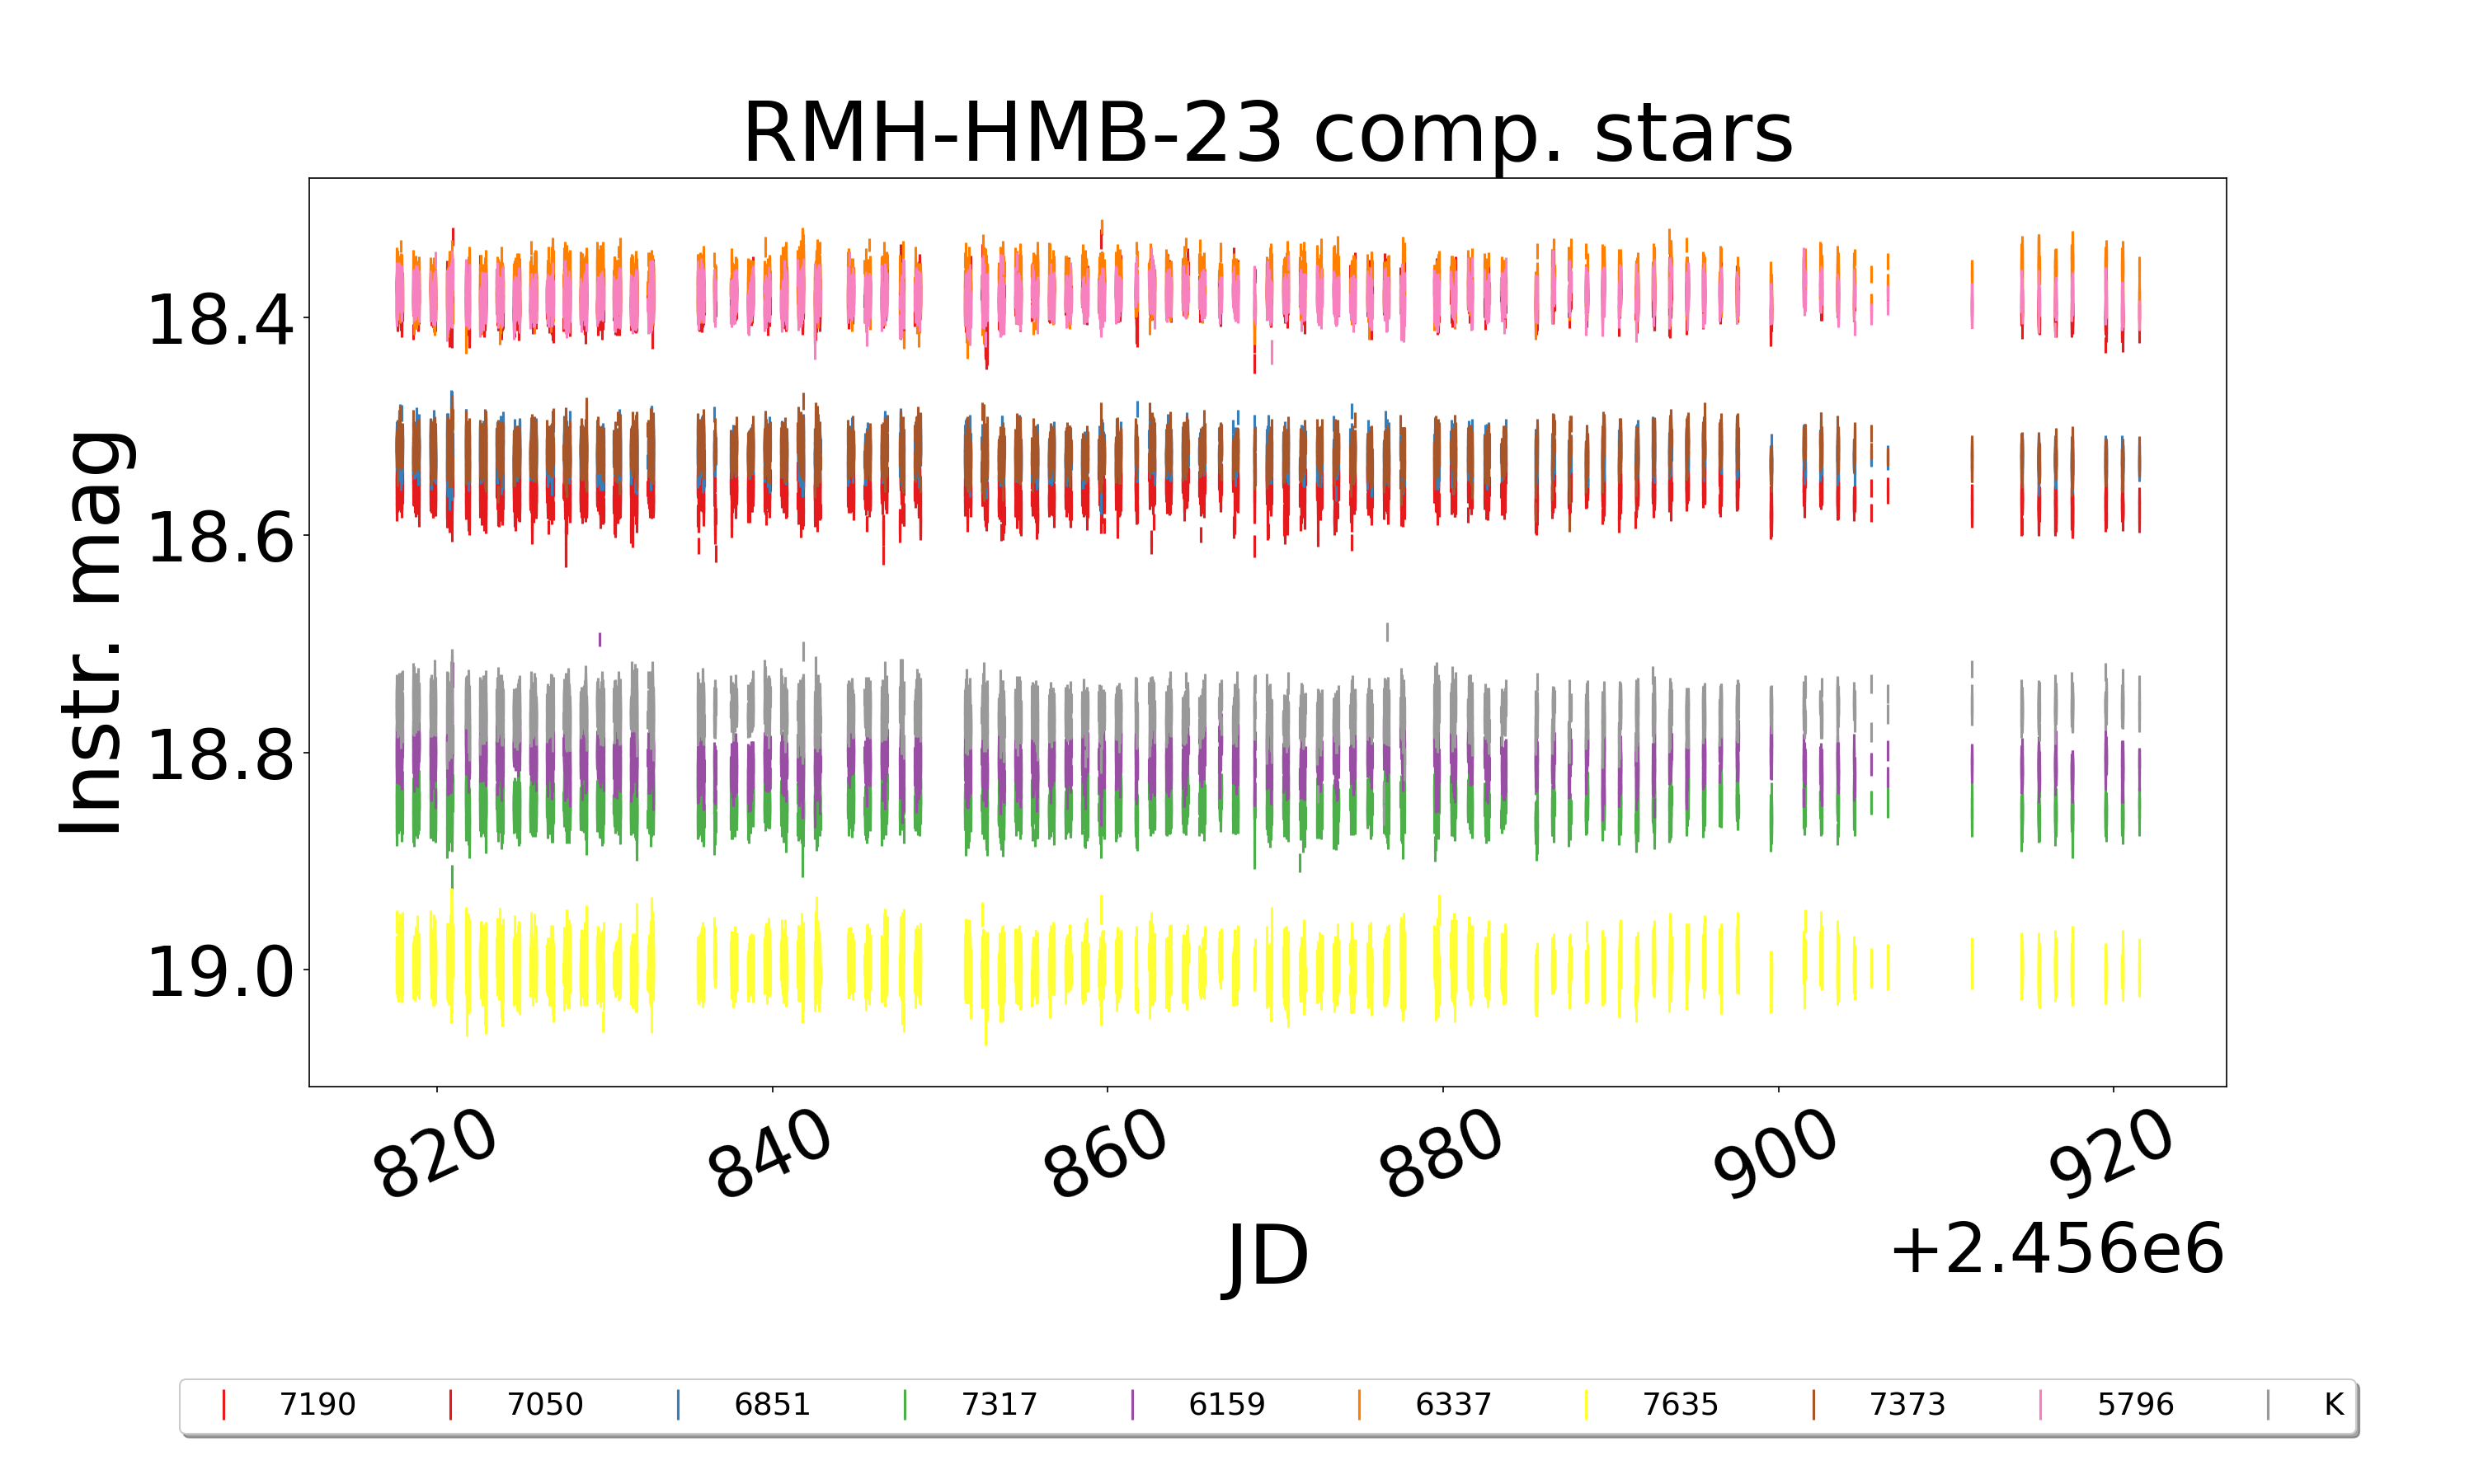 RMH-HMB-23 comp. stars
Instr. mag
18.4
18.6
18.8
19.0
820 840 860 880 900 920
JD
+2.456e6
7190 7050 6851 7317 6159 6337 7635 7373 5796 K